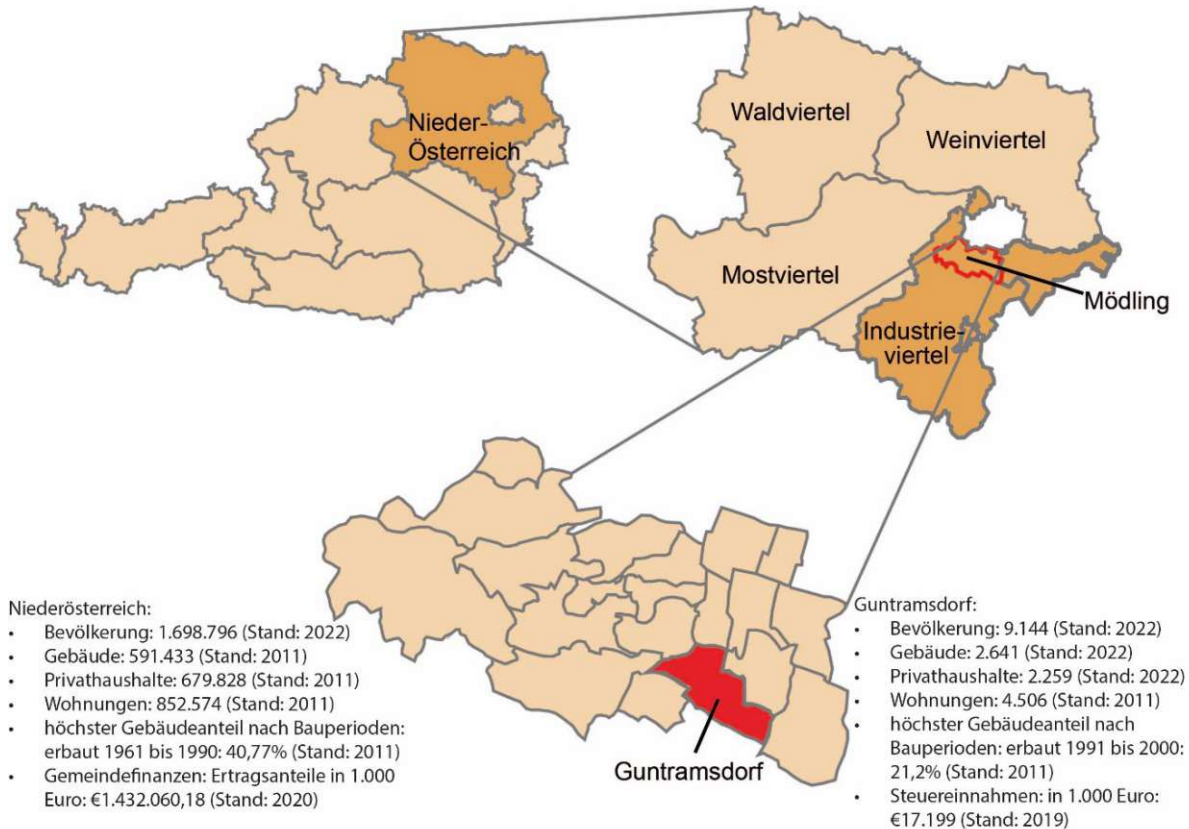 Nieder-
Österreich
Waldviertel
Weinviertel
Mostviertel
Mödling
Industrie-
viertel
Guntramsdorf
Niederösterreich:
• Bevölkerung: 1.698.796 (Stand: 2022)
• Gebäude: 591.433 (Stand: 2011)
• Privathaushalte: 679.828 (Stand: 2011)
• Wohnungen: 852.574 (Stand: 2011)
• höchster Gebäudeanteil nach Bauperioden:
erbaut 1961 bis 1990: 40,77% (Stand: 2011)
• Gemeindefinanzen: Ertragsanteile in 1.000
Euro: €1.432.060,18 (Stand: 2020)
Guntramsdorf:
• Bevölkerung: 9.144 (Stand: 2022)
• Gebäude: 2.641 (Stand: 2022)
• Privathaushalte: 2.259 (Stand: 2022)
• Wohnungen: 4.506 (Stand: 2011)
• höchster Gebäudeanteil nach
Bauperioden: erbaut 1991 bis 2000:
21,2% (Stand: 2011)
• Steuereinnahmen: in 1.000 Euro:
€17.199 (Stand: 2019)